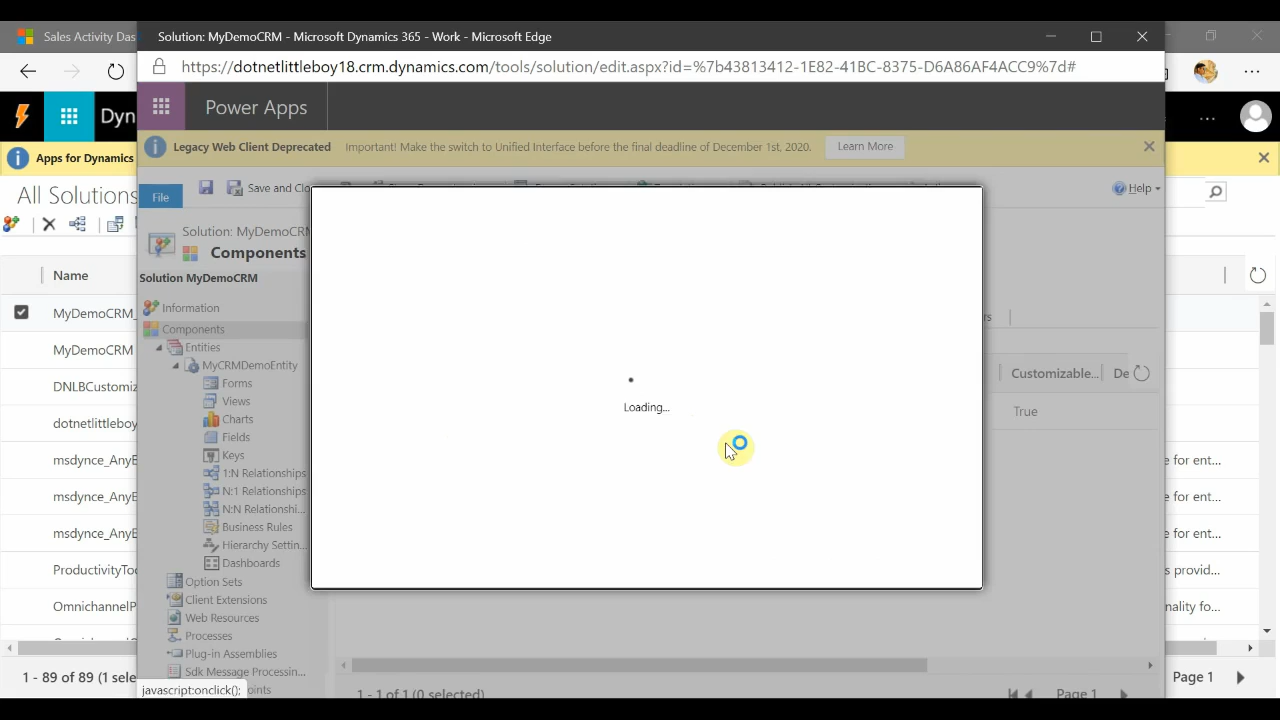 Sales Activity Das
Solution: MyDemoCRM - Microsoft Dynamics 365 - Work - Microsoft Edge
https://dotnetlittleboy18.crm.dynamics.com/tools/solution/edit.aspx?id=%7b43813412-1E82-41BC-8375-D6A86AF4ACC9%7d#
Dyn
Power Apps
Apps for Dynamics
Legacy Web Client Deprecated Important! Make the switch to Unified Interface before the final deadline of December 1st, 2020. Learn More
All Solutions
File
Save and Clo
Help
Solution: MyDemoCRM
Components
Solution MyDemoCRM
Name
Information
MyDemoCRM_
Components
rs
Entities
MyDemoCRM
MyCRMDemoEntity
Customizable... De
Forms
DNLBCustomiz
Views
Loading...
True
Charts
dotnetlittleboy
Fields
Keys
msdynce_AnyE
e for ent...
1:N Relationships
N:1 Relationships
msdynce_AnyE
e for ent...
N:N Relationshi...
Business Rules
msdynce_AnyE
e for ent...
Hierarchy Settin...
Dashboards
ProductivityToo
s provid...
Option Sets
Client Extensions
OmnichannelP
nality fo...
Web Resources
Processes
Plug-in Assemblies
Sdk Message Processin...
1 - 89 of 89 (1 sele
Page 1
javascript:onclick();
oints
1 - 1 of 1 (0 selected)
Page 1